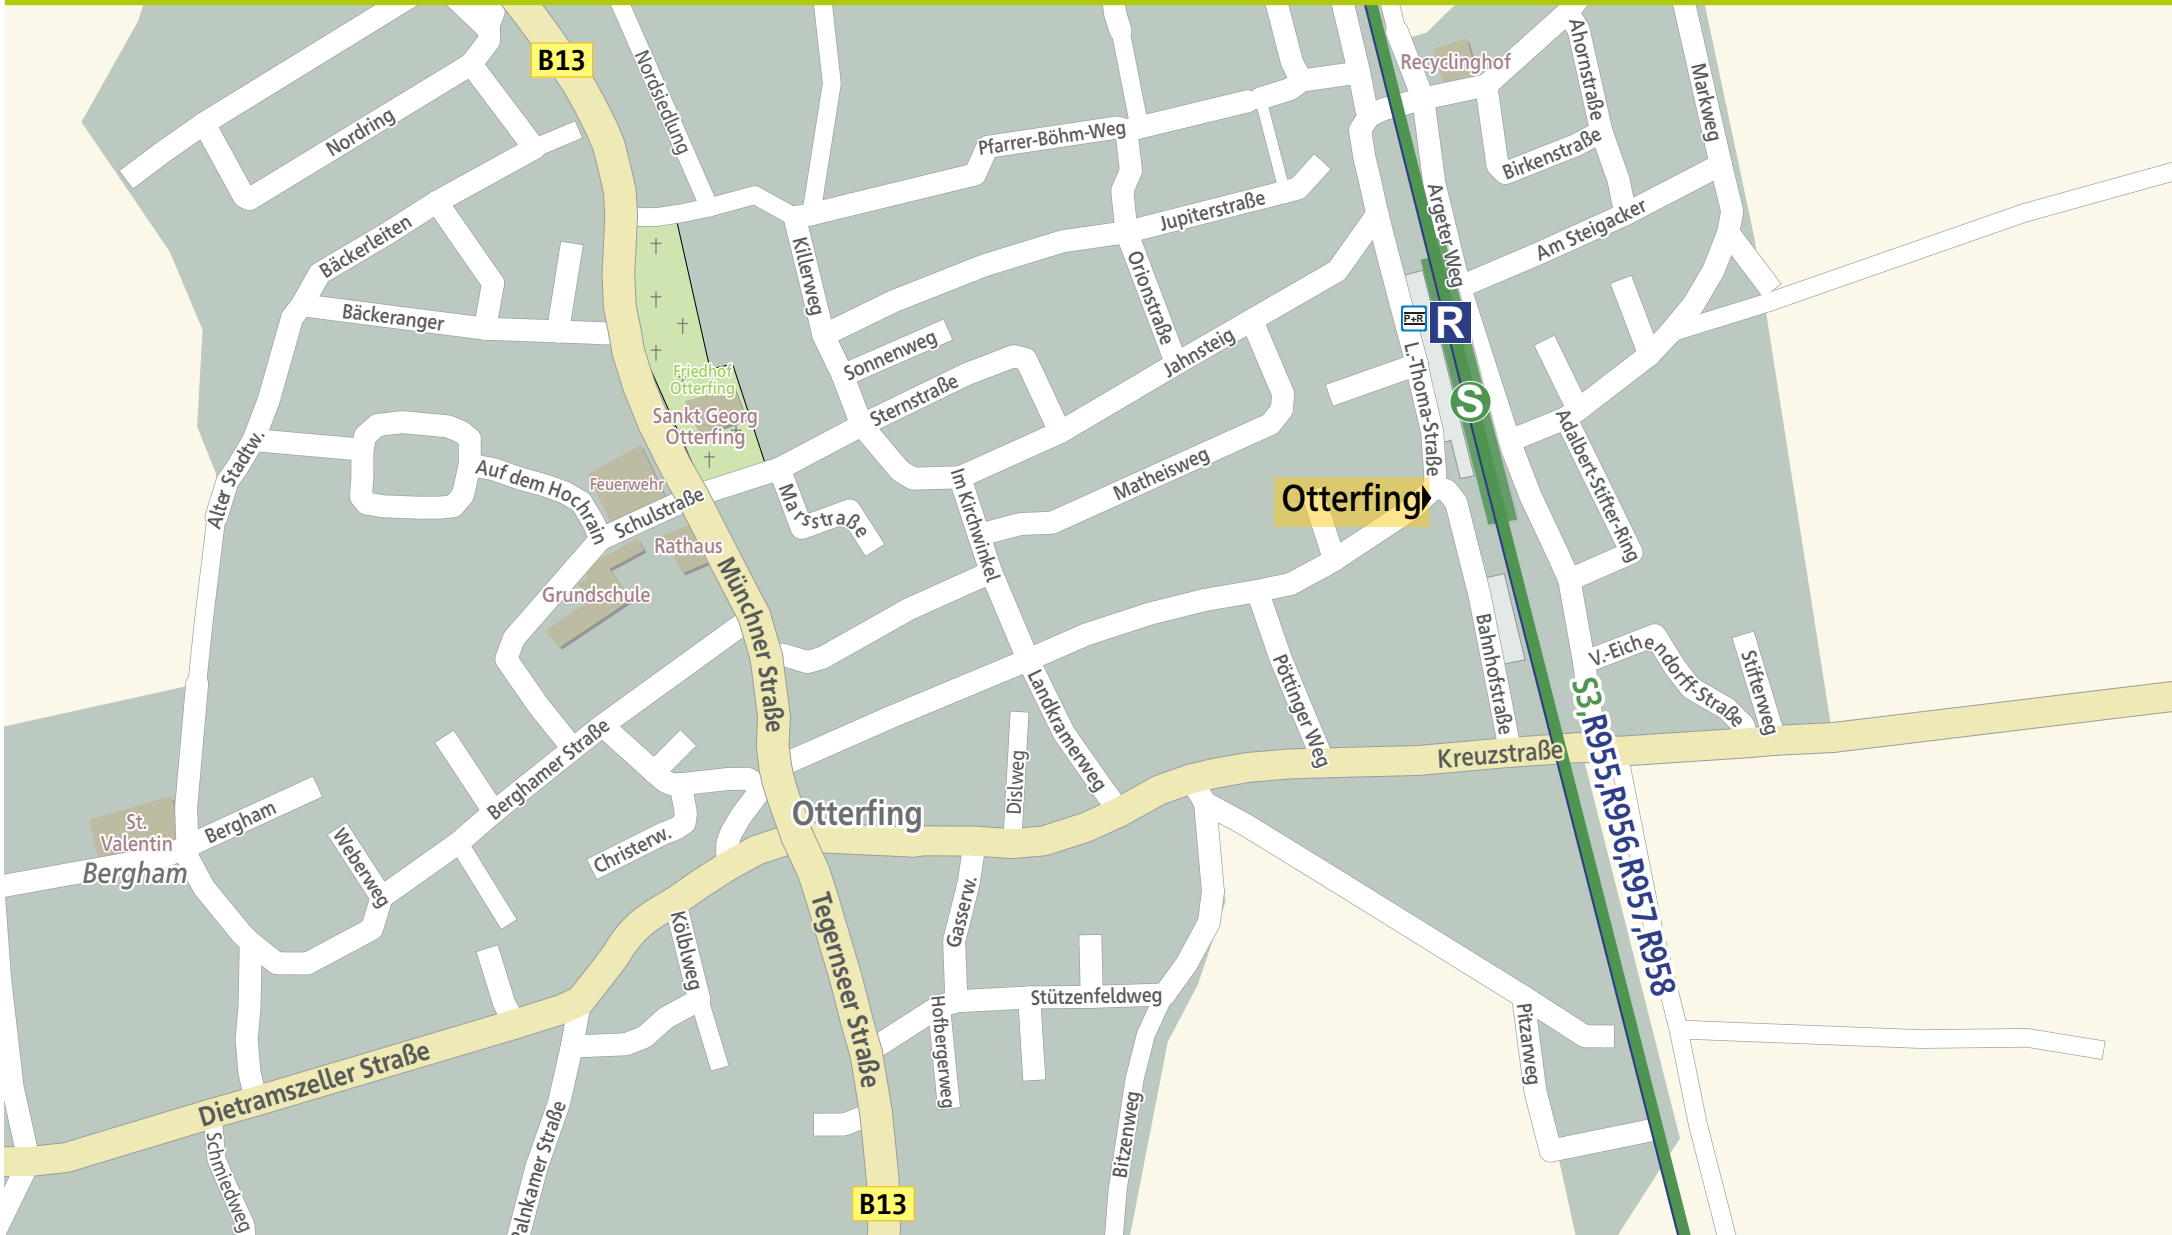 B13
Nordsiedlung
Recyclinghof
Ahornstraße
Markweg
Nordring
Pfarrer-Böhm-Weg
Birkenstraße
Argeter Weg
Jupiterstraße
Am Steigacker
Bäckerleiten
Killerweg
Orionstraße
Bäckeranger
P+R
R
Sonnenweg
Jahnsteig
L.-Thoma-Straße
Friedhof
Otterfing
Sternstraße
S
Sankt Georg
Otterfing
Alter Stadtw.
Adalbert-Stifter-Ring
Auf dem Hochrain
Feuerwehr
Matheisweg
Im Kirchwinkel
Marsstraße
Otterfing
Schulstraße
Rathaus
Münchner Straße
Grundschule
Bahnhofstraße
V.-Eichendorff-Straße
Stifterweg
Pöttinger Weg
Landkramerweg
S3,R955,R956,R957,R958
Berghamer Straße
Kreuzstraße
Dislweg
Otterfing
Bergham
St.
Valentin
Bergham
Weberweg
Christerw.
Gasserw.
Tegernseer Straße
Kölblweg
Stützenfeldweg
Hofbergerweg
Pitzarweg
Dietramszeller Straße
Schmiedweg
Palnkamer Straße
Bitzenweg
B13